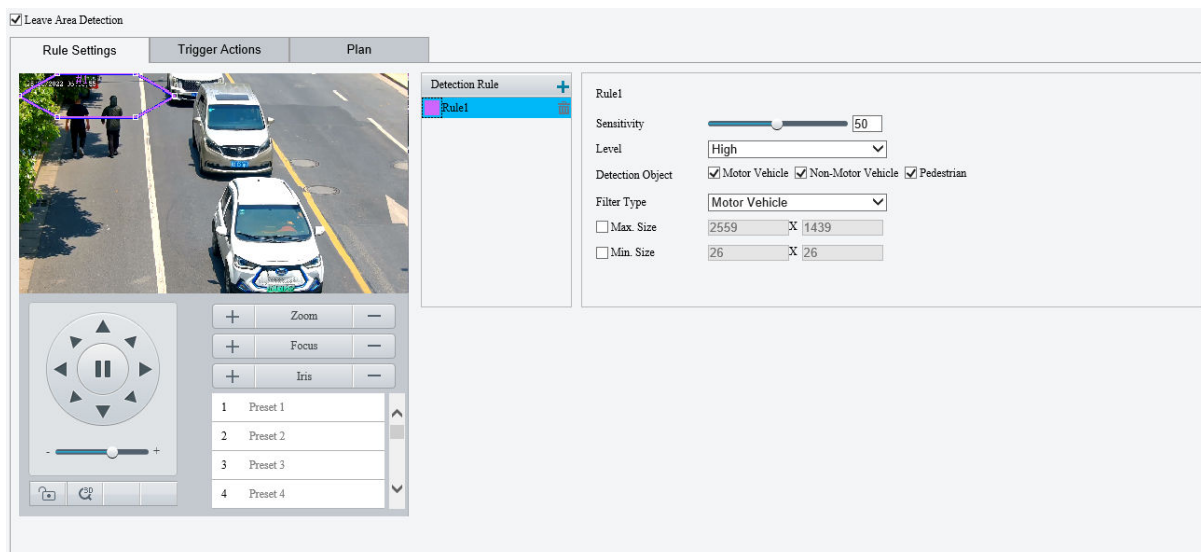 Leave Area Detection
Rule Settings Trigger Actions Plan
Detection Rule
Rule1
Rule1
Sensitivity 50
Level High
Detection Object Motor Vehicle Non-Motor Vehicle Pedestrian
Filter Type Motor Vehicle
Max. Size 2559 X 1439
Min. Size 26 X 26
+ Zoom —
+ Focus —
+ Iris —
1 Preset 1
2 Preset 2
3 Preset 3
4 Preset 4
- +
3D